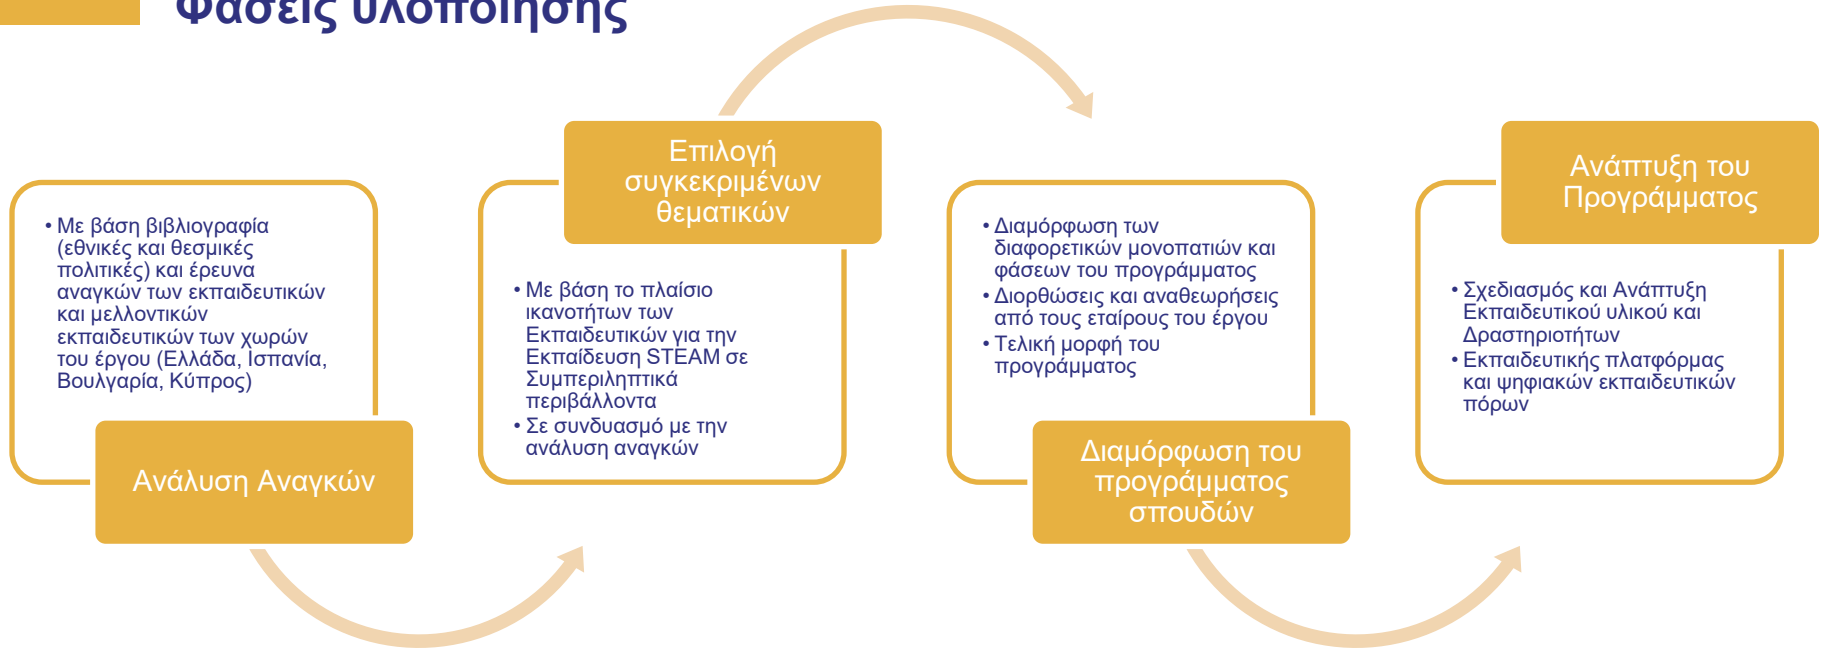 Φάσεις υλοποίησης
• Με βάση βιβλιογραφία
(εθνικές και θεσμικές
πολιτικές) και έρευνα
αναγκών των εκπαιδευτικών
και μελλοντικών
εκπαιδευτικών των χωρών
του έργου (Ελλάδα, Ισπανία,
Βουλγαρία, Κύπρος)
Ανάλυση Αναγκών
Επιλογή
συγκεκριμένων
θεματικών
• Με βάση το πλαίσιο
ικανοτήτων των
Εκπαιδευτικών για την
Εκπαίδευση STEAM σε
Συμπεριληπτικά
περιβάλλοντα
• Σε συνδυασμό με την
ανάλυση αναγκών
• Διαμόρφωση των
διαφορετικών μονοπατιών και
φάσεων του προγράμματος
• Διορθώσεις και αναθεωρήσεις
από τους εταίρους του έργου
• Τελική μορφή του
προγράμματος
Διαμόρφωση του
προγράμματος
σπουδών
Ανάπτυξη του
Προγράμματος
• Σχεδιασμός και Ανάπτυξη
Εκπαιδευτικού υλικού και
Δραστηριοτήτων
• Εκπαιδευτικής πλατφόρμας
και ψηφιακών εκπαιδευτικών
πόρων